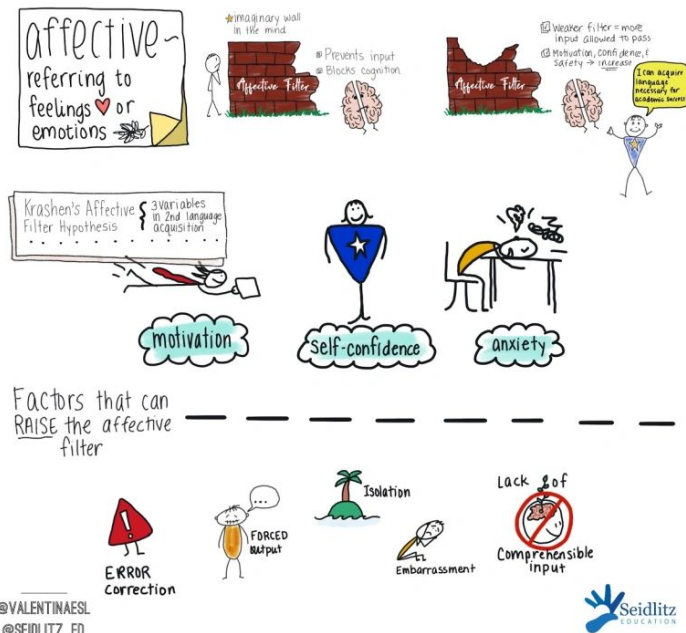 affective~
referring to
feelings or
emotions
imaginary wall
in the mind
Affective Filter
Prevents input
Blocks cognition
Affective Filter
Weaker filter = more
input allowed to pass
Motivation, confidence, &
safety → increase
I can acquire
language
necessary for
academic success
Krashen's Affective
Filter Hypothesis
3 variables
in 2nd language
acquisition
motivation
self-confidence
anxiety
Factors that can
RAISE the affective
filter
!
ERROR
correction
...
FORCED
output
Isolation
Embarrassment
Lack of
Comprehensible
input
@VALENTINAESL
@SEIDLITZ_ED
Seidlitz
EDUCATION